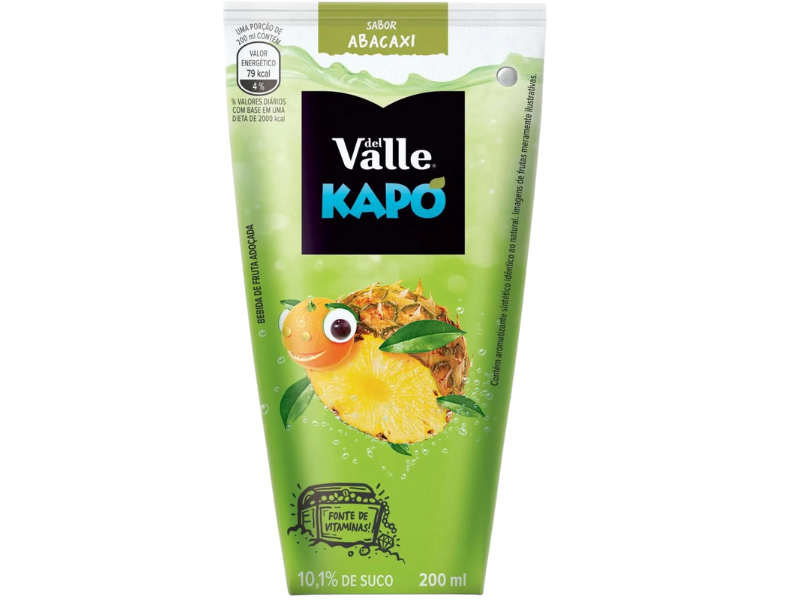 SABOR
ABACAXI
UMA PORÇÃO DE
200 ml CONTÉM
VALOR
ENERGÉTICO
79 kcal
4 %
% VALORES DIÁRIOS
COM BASE EM UMA
DIETA DE 2000 kcal
del
Valle®
KAPO
BEBIDA DE FRUTA ADOÇADA
Contém aromatizante sintético idêntico ao natural. Imagens de frutas meramente ilustrativas.
FONTE DE
VITAMINAS!
10,1% DE SUCO 200 ml